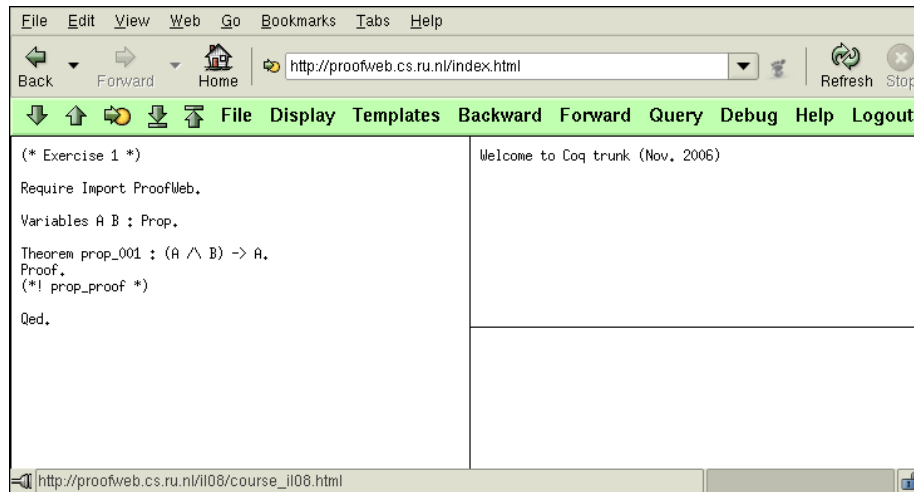 File Edit View Web Go Bookmarks Tabs Help
http://proofweb.cs.ru.nl/index.html
Back Forward Home Refresh Stop
File Display Templates Backward Forward Query Debug Help Logout
(* Exercise 1 *)
Require Import ProofWeb.
Variables A B : Prop.
Theorem prop_001 : (A /\ B) -> A.
Proof.
(*! prop_proof *)
Qed.
Welcome to Coq trunk (Nov. 2006)
http://proofweb.cs.ru.nl/il08/course_il08.html